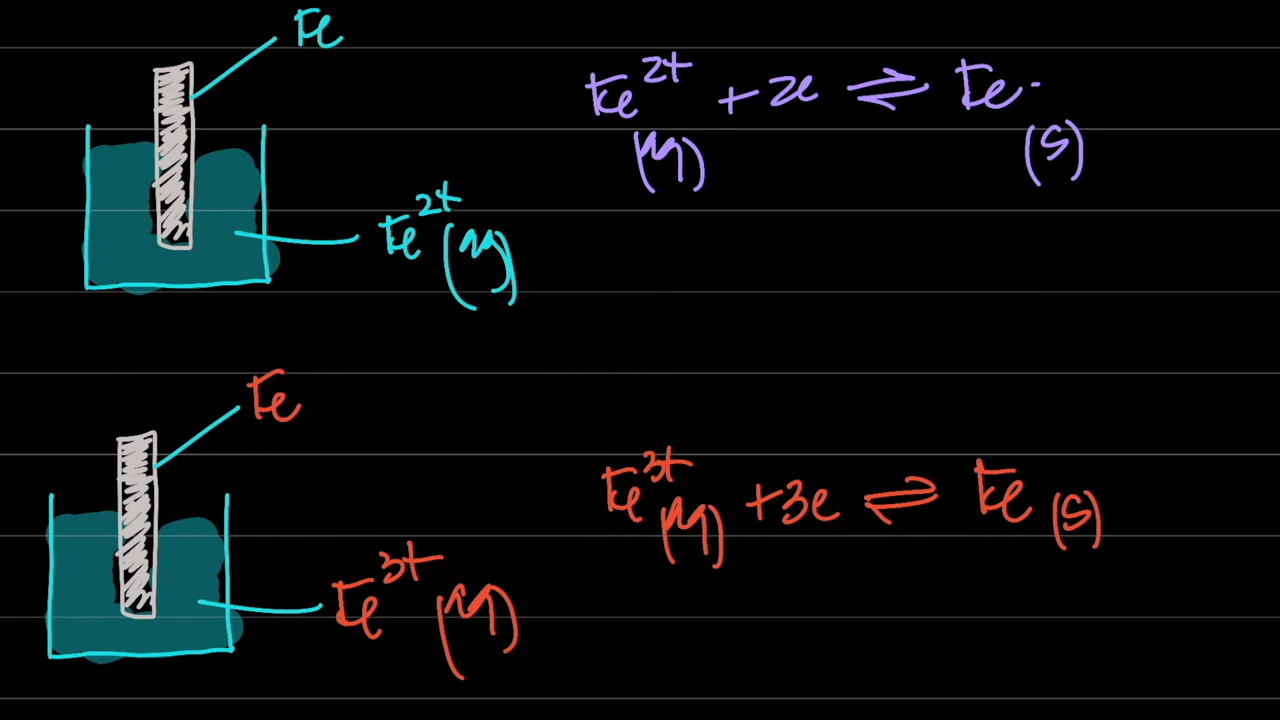 Fe
Fe²⁺ (aq)
Fe²⁺(aq) + 2e ⇌ Fe(s)
Fe
Fe³⁺ (aq)
Fe³⁺(aq) + 3e ⇌ Fe(s)